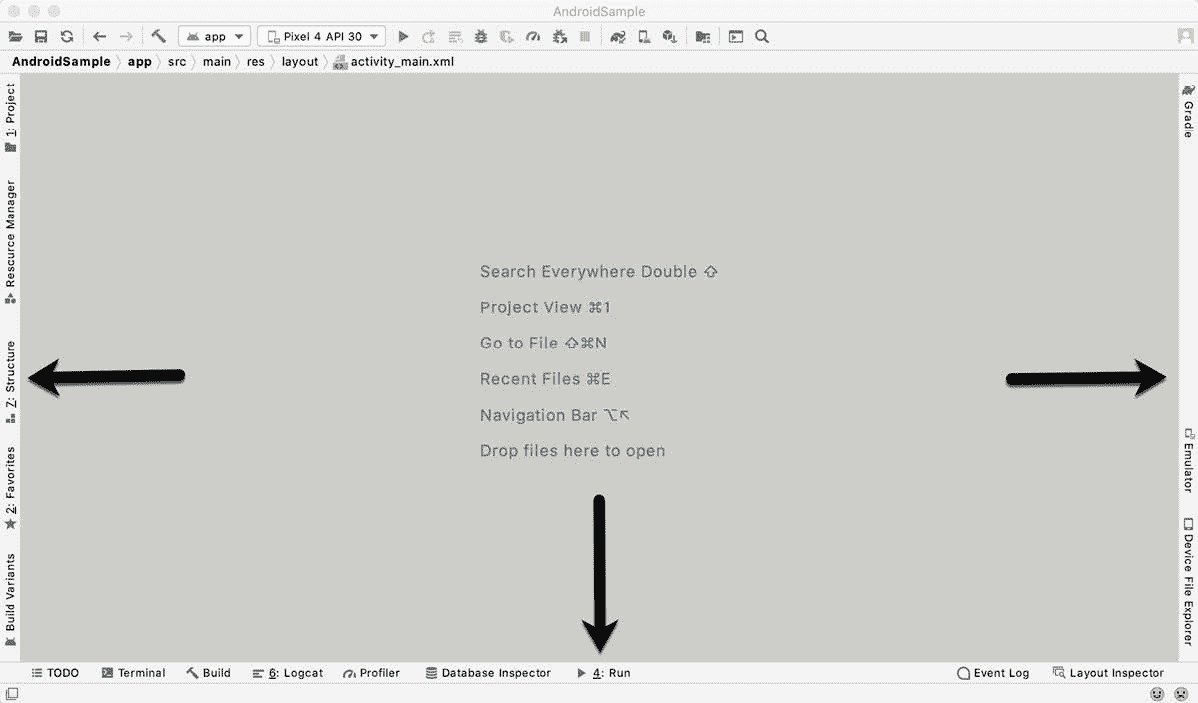 AndroidSample
app
Pixel 4 API 30
AndroidSample
app
src
main
res
layout
activity_main.xml
1: Project
Resource Manager
Z: Structure
2: Favorites
Build Variants
Search Everywhere Double ⇧
Project View ⌘1
Go to File ⇧⌘N
Recent Files ⌘E
Navigation Bar ⌥↖
Drop files here to open
Gradle
Emulator
Device File Explorer
TODO
Terminal
Build
6: Logcat
Profiler
Database Inspector
4: Run
Event Log
Layout Inspector